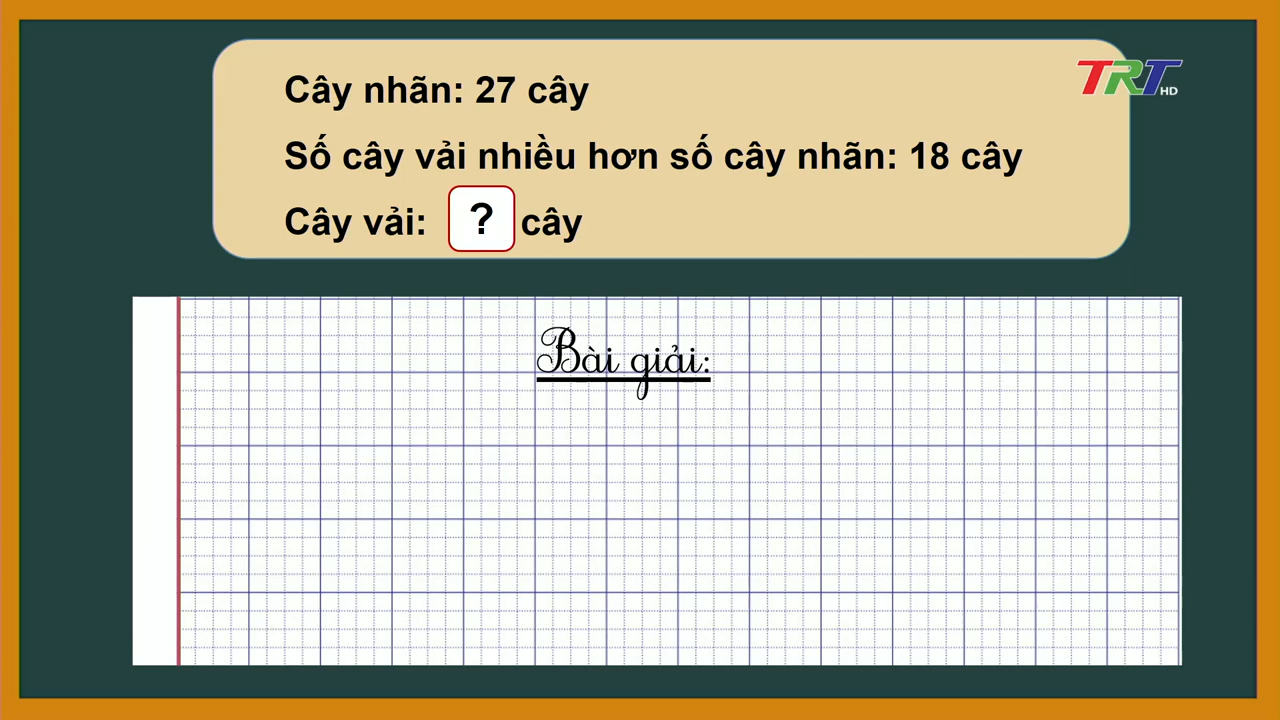 Cây nhãn: 27 cây
TRT HD
Số cây vải nhiều hơn số cây nhãn: 18 cây
Cây vải: ? cây
Bài giải: